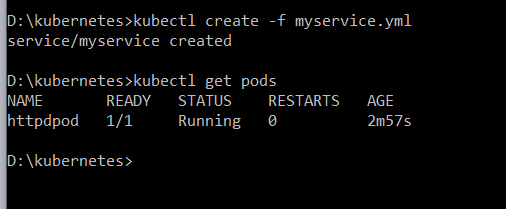 D:\kubernetes>kubectl create -f myservice.yml
service/myservice created
D:\kubernetes>kubectl get pods
NAME READY STATUS RESTARTS AGE
httpdpod 1/1 Running 0 2m57s
D:\kubernetes>